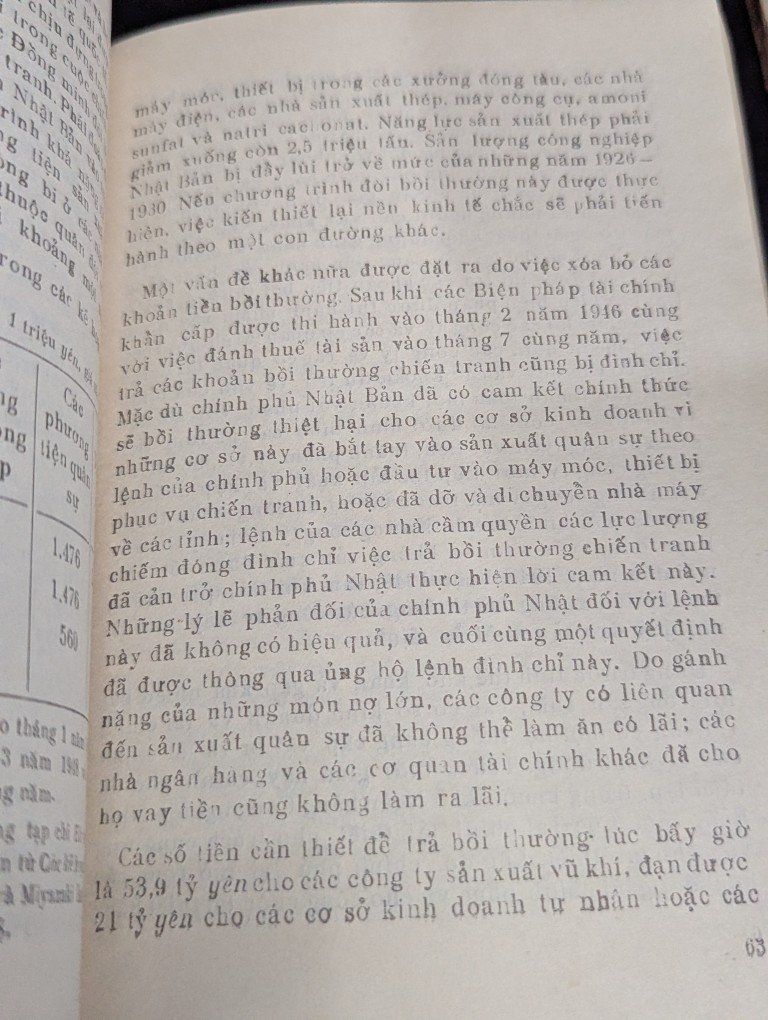 máy móc, thiết bị trong các xưởng đóng tàu, các nhà
máy điện, các nhà sản xuất thép, máy công cụ, amoni
sunfat và natri cacbonat. Năng lực sản xuất thép phải
giảm xuống còn 2,5 triệu tấn. Sản lượng công nghiệp
Nhật Bản bị đẩy lùi trở về mức của những năm 1926 –
1930 Nếu chương trình đòi bồi thường này được thực
hiện, việc kiến thiết lại nền kinh tế chắc sẽ phải tiến
hành theo một con đường khác.
Một vấn đề khác nữa được đặt ra do việc xóa bỏ các
khoản tiền bồi thường. Sau khi các Biện pháp tài chính
khẩn cấp được thi hành vào tháng 2 năm 1946 cùng
với việc đánh thuế tài sản vào tháng 7 cùng năm, việc
trả các khoản bồi thường chiến tranh cũng bị đình chỉ.
Mặc dù chính phủ Nhật Bản đã có cam kết chính thức
sẽ bồi thường thiệt hại cho các cơ sở kinh doanh vì
những cơ sở này đã bắt tay vào sản xuất quân sự theo
lệnh của chính phủ hoặc đầu tư vào máy móc, thiết bị
phục vụ chiến tranh, hoặc đã dỡ và di chuyển nhà máy
về các tỉnh; lệnh của các nhà cầm quyền các lực lượng
chiếm đóng đình chỉ việc trả bồi thường chiến tranh
đã cản trở chính phủ Nhật thực hiện lời cam kết này.
Những lý lẽ phản đối của chính phủ Nhật đối với lệnh
này đã không có hiệu quả, và cuối cùng một quyết định
đã được thông qua ủng hộ lệnh định chỉ này. Do gánh
nặng của những món nợ lớn, các công ty có liên quan
đến sản xuất quân sự đã không thể làm ăn có lãi; các
nhà ngân hàng và các cơ quan tài chính khác đã cho
họ vay tiền cũng không làm ra lãi.
Các số tiền cần thiết để trả bồi thường lúc bấy giờ
là 53,9 tỷ yên cho các công ty sản xuất vũ khí, đạn dược
21 tỷ yên cho các cơ sở kinh doanh tư nhân hoặc các
63
1 triệu yên,
Các
phương
tiện quân
sự
1.476
1.476
560